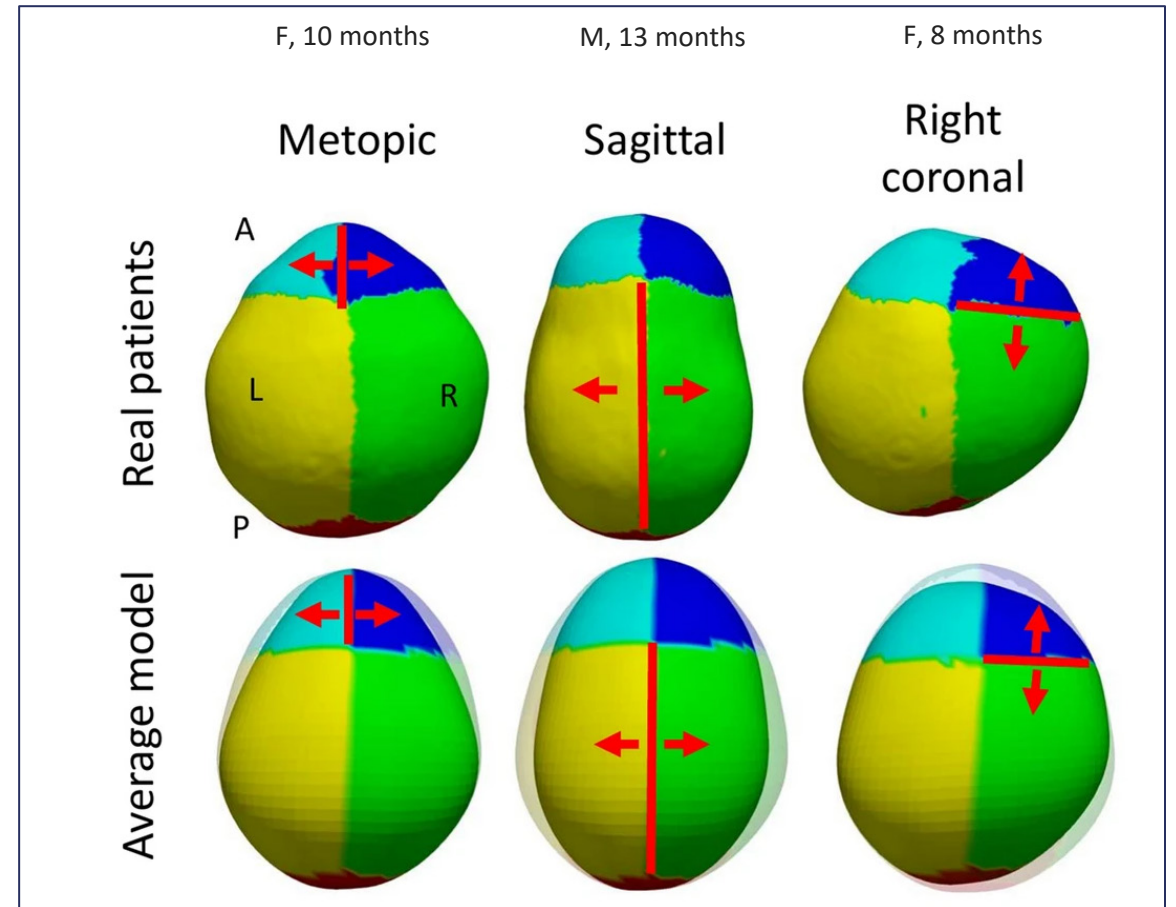 F, 10 months
M, 13 months
F, 8 months
Metopic
Sagittal
Right
coronal
Real patients
A
L
R
P
Average model